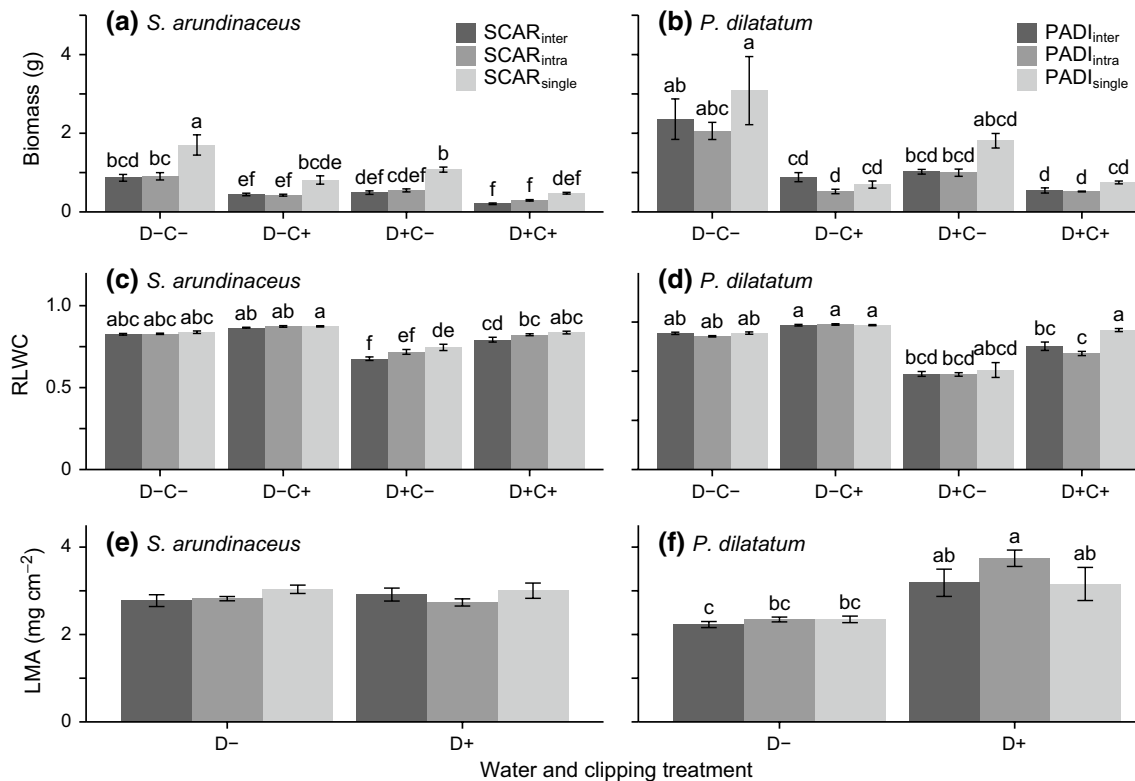 (a) S. arundinaceus
SCARinter
SCARintra
SCARsingle
(b) P. dilatatum
PADIinter
PADIintra
PADIsingle
Biomass (g)
4
2
0
bcd bc a
ef ef bcde
def cdef b
f f def
ab abc a
cd d cd
bcd bcd abcd
d d cd
D−C− D−C+ D+C− D+C+
D−C− D−C+ D+C− D+C+
(c) S. arundinaceus
(d) P. dilatatum
RLWC
1.0
0.5
0
abc abc abc
ab ab a
f ef de
cd bc abc
ab ab ab
a a a
bcd bcd abcd
bc c a
D−C− D−C+ D+C− D+C+
D−C− D−C+ D+C− D+C+
(e) S. arundinaceus
(f) P. dilatatum
LMA (mg cm−2)
4
2
0
c bc bc
ab a ab
D− D+
D− D+
Water and clipping treatment